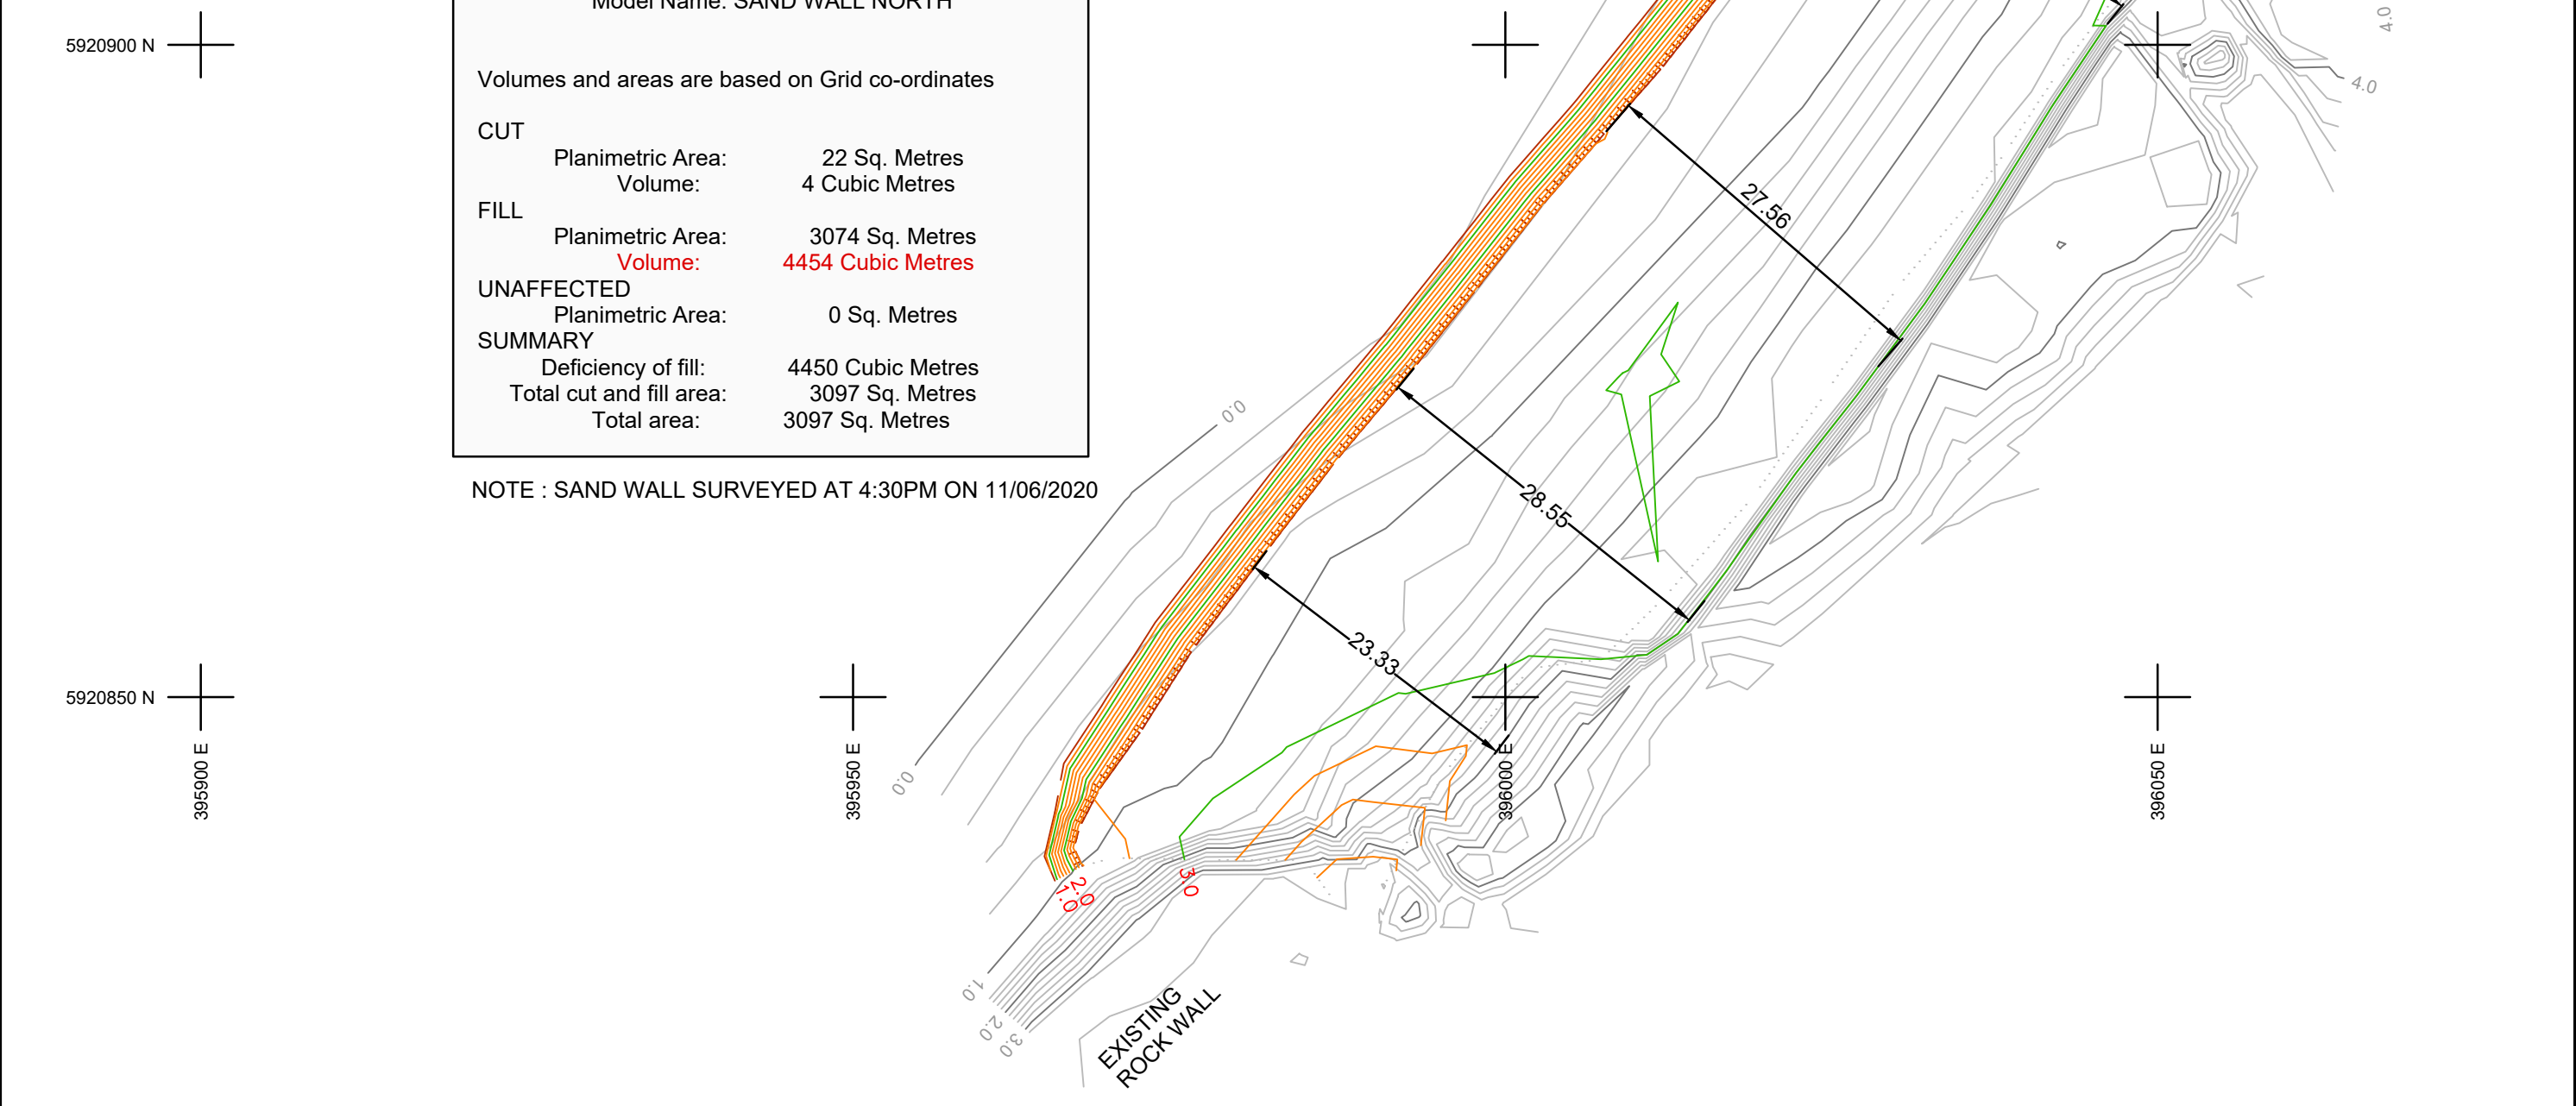 Model Name: SAND WALL NORTH
5920900 N
Volumes and areas are based on Grid co-ordinates
CUT
Planimetric Area: 22 Sq. Metres
Volume: 4 Cubic Metres
FILL
Planimetric Area: 3074 Sq. Metres
Volume: 4454 Cubic Metres
UNAFFECTED
Planimetric Area: 0 Sq. Metres
SUMMARY
Deficiency of fill: 4450 Cubic Metres
Total cut and fill area: 3097 Sq. Metres
Total area: 3097 Sq. Metres
NOTE : SAND WALL SURVEYED AT 4:30PM ON 11/06/2020
4.0
4.0
27.56
0.0
28.55
23.33
5920850 N
395900 E
395950 E
396000 E
396050 E
0.0
1.0
2.0
3.0
1.0
2.0
3.0
EXISTING
ROCK WALL